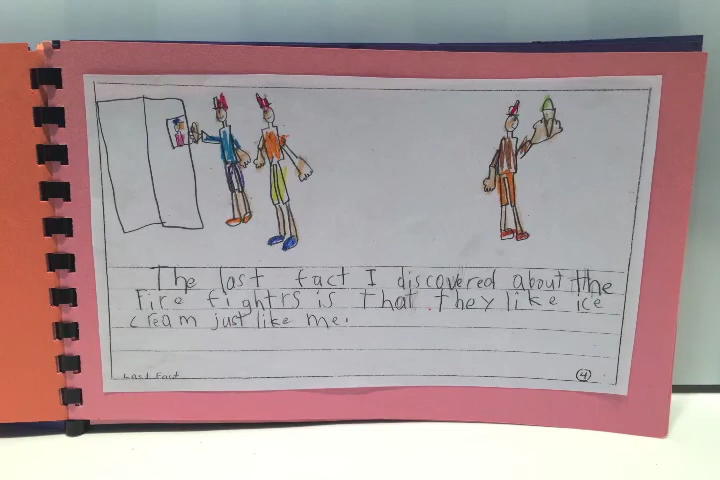 The last fact I discovered about the
Fire fightrs is that they like ice
cream just like me.
Last Fact
4